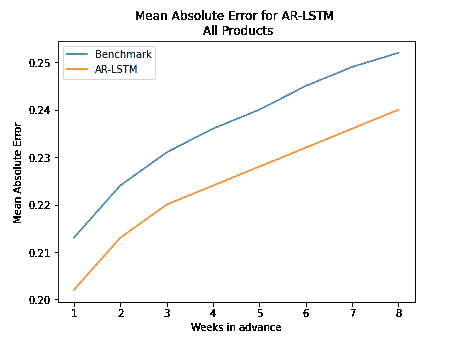 Mean Absolute Error for AR-LSTM
All Products
Benchmark
AR-LSTM
Mean Absolute Error
0.25
0.24
0.23
0.22
0.21
0.20
1 2 3 4 5 6 7 8
Weeks in advance